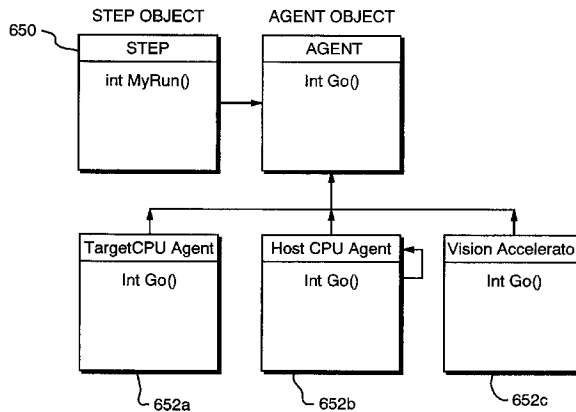 STEP OBJECT
AGENT OBJECT
650
STEP
AGENT
int MyRun()
Int Go()
TargetCPU Agent
Host CPU Agent
Vision Accelerato
Int Go()
Int Go()
Int Go()
652a
652b
652c